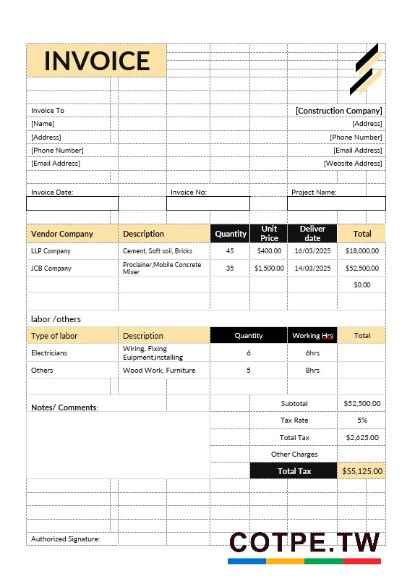 INVOICE
Invoice To
[Construction Company]
[Name]
[Address]
[Address]
[Phone Number]
[Phone Number]
[Email Address]
[Email Address]
[Website Address]
Invoice Date:
Invoice No:
Project Name:
Vendor Company Description Quantity Unit Price Deliver date Total
LLP Company Cement, Soft soil, Bricks 45 $400.00 16/03/2025 $18,000.00
JCB Company Proclainer,Mobile Concrete Mixer 35 $1,500.00 14/03/2025 $52,500.00
$0.00
labor /others
Type of labor Description Quantity Working Hrs Total
Electricians Wiring, Fixing Euipment,installing 6 6hrs
Others Wood Work, Furniture 5 8hrs
Notes/ Comments:
Subtotal $52,500.00
Tax Rate 5%
Total Tax $2,625.00
Other Charges
Total Tax $55,125.00
Authorized Signature:
COTPE.TW